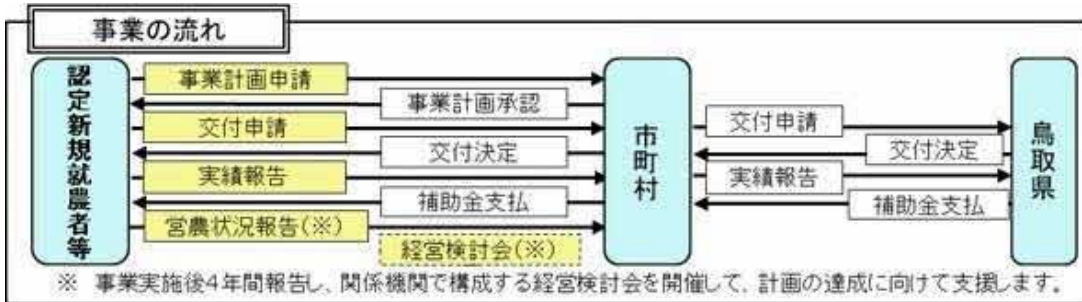 事業の流れ
認定新規就農者等
事業計画申請
事業計画承認
交付申請
交付決定
実績報告
補助金支払
営農状況報告(※)
経営検討会(※)
市町村
交付申請
交付決定
実績報告
補助金支払
鳥取県
※ 事業実施後4年間報告し、関係機関で構成する経営検討会を開催して、計画の達成に向けて支援します。